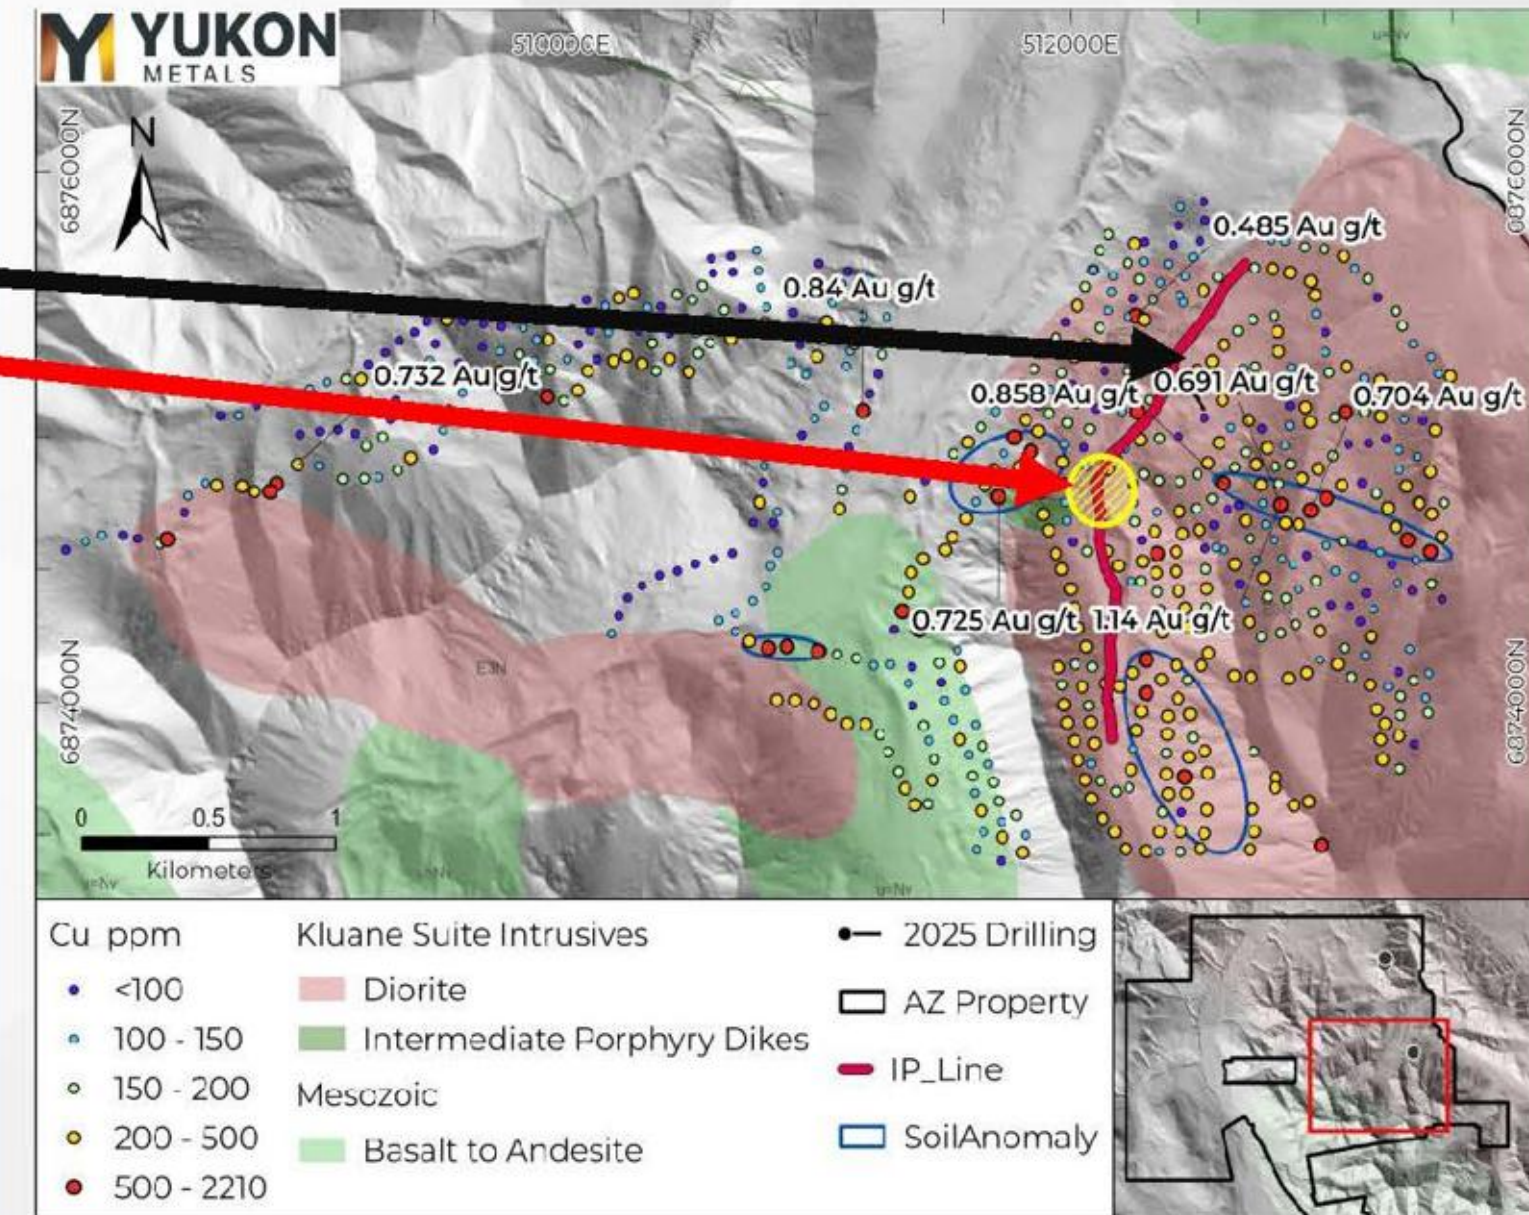 YUKON
METALS
510000E
512000E
6876000N
6876000N
N
0.485 Au g/t
0.84 Au g/t
0.732 Au g/t
0.858 Au g/t
0.691 Au g/t
0.704 Au g/t
0.725 Au g/t
1.14 Au g/t
6874000N
6874000N
0 0.5 1
Kilometers
Cu ppm
<100
100 - 150
150 - 200
200 - 500
500 - 2210
Kluane Suite Intrusives
Diorite
Intermediate Porphyry Dikes
Mesozoic
Basalt to Andesite
2025 Drilling
AZ Property
IP_Line
SoilAnomaly